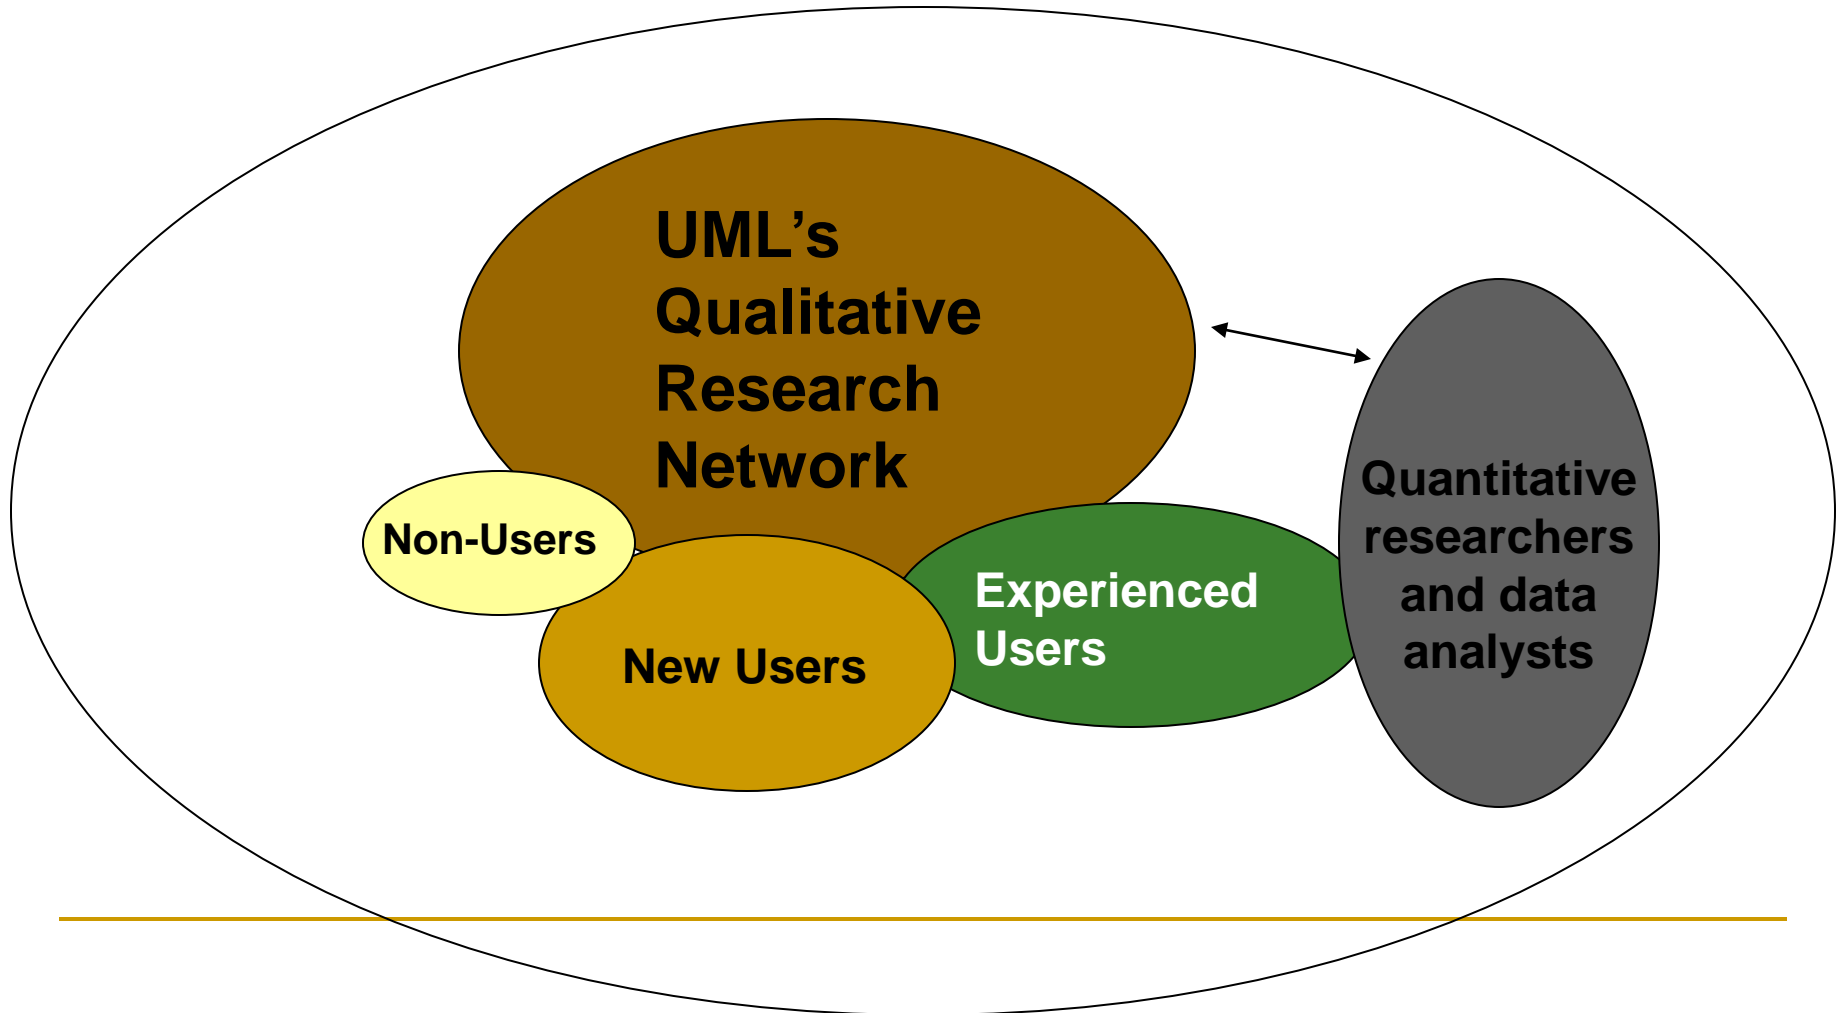 UML’s
Qualitative
Research
Network
Non-Users
New Users
Experienced
Users
Quantitative
researchers
and data
analysts